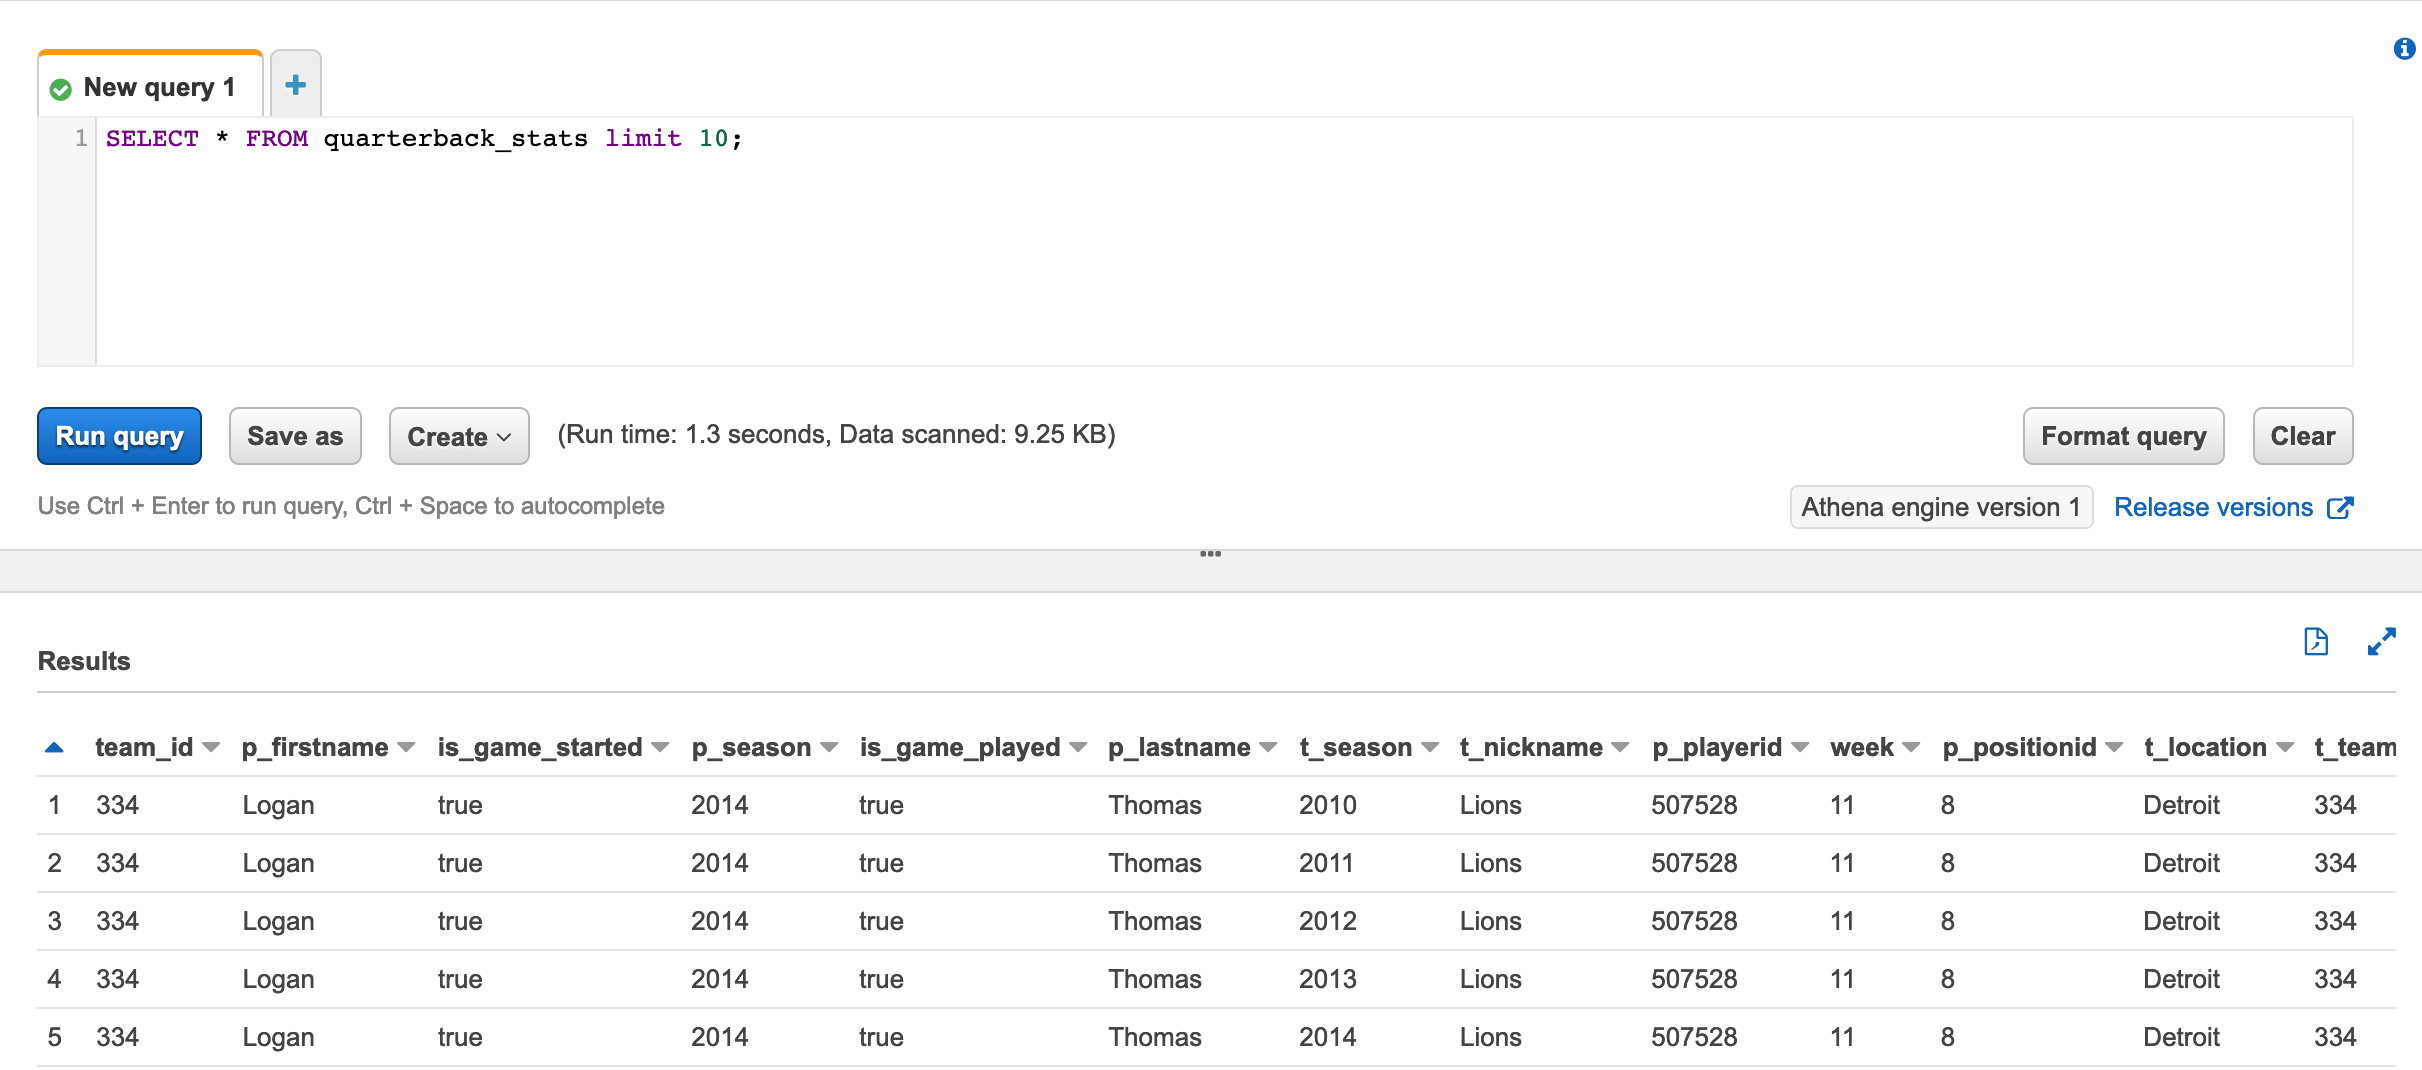 New query 1
1 SELECT * FROM quarterback_stats limit 10;
Run query Save as Create (Run time: 1.3 seconds, Data scanned: 9.25 KB) Format query Clear
Use Ctrl + Enter to run query, Ctrl + Space to autocomplete Athena engine version 1 Release versions
Results
team_id p_firstname is_game_started p_season is_game_played p_lastname t_season t_nickname p_playerid week p_positionid t_location t_team
1 334 Logan true 2014 true Thomas 2010 Lions 507528 11 8 Detroit 334
2 334 Logan true 2014 true Thomas 2011 Lions 507528 11 8 Detroit 334
3 334 Logan true 2014 true Thomas 2012 Lions 507528 11 8 Detroit 334
4 334 Logan true 2014 true Thomas 2013 Lions 507528 11 8 Detroit 334
5 334 Logan true 2014 true Thomas 2014 Lions 507528 11 8 Detroit 334